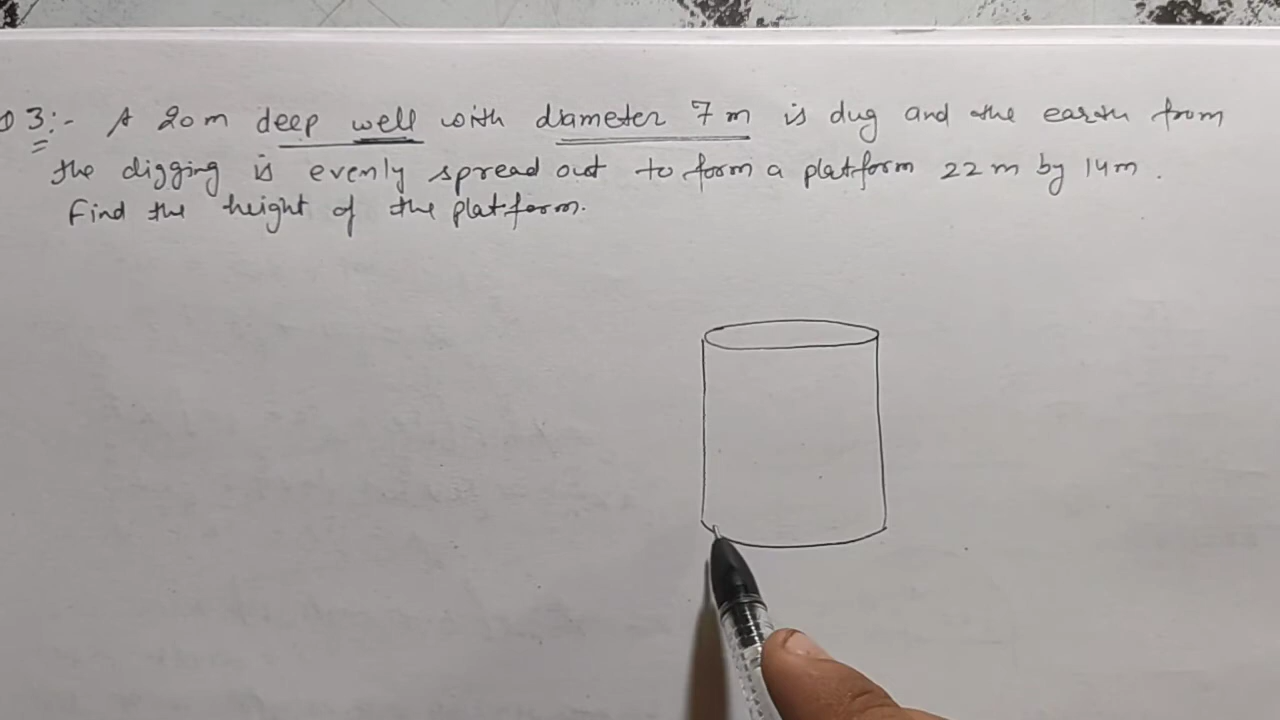 Q 3:- A 20m deep well with diameter 7m is dug and the earth from
the digging is evenly spread out to form a platform 22m by 14m.
Find the height of the platform.